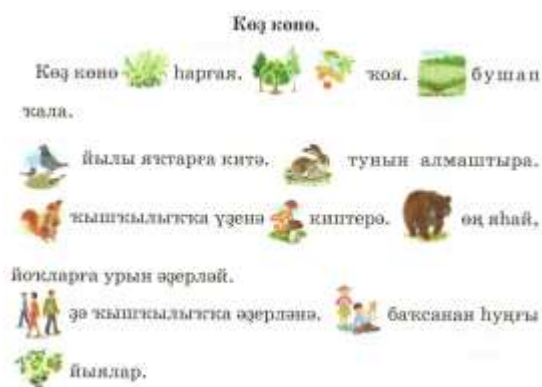 Көҙ көнө.
Көҙ көнө һарғая. ҡоя. бушап
ҡала.
йылы яҡтарға китә. тунын алмаштыра.
ҡышҡылыҡҡа үҙенә киптерә. өң яһай,
йоҡларға урын әҙерләй.
ҙә ҡышҡылыҡҡа әҙерләнә. баҡсанан һуңғы
йыялар.